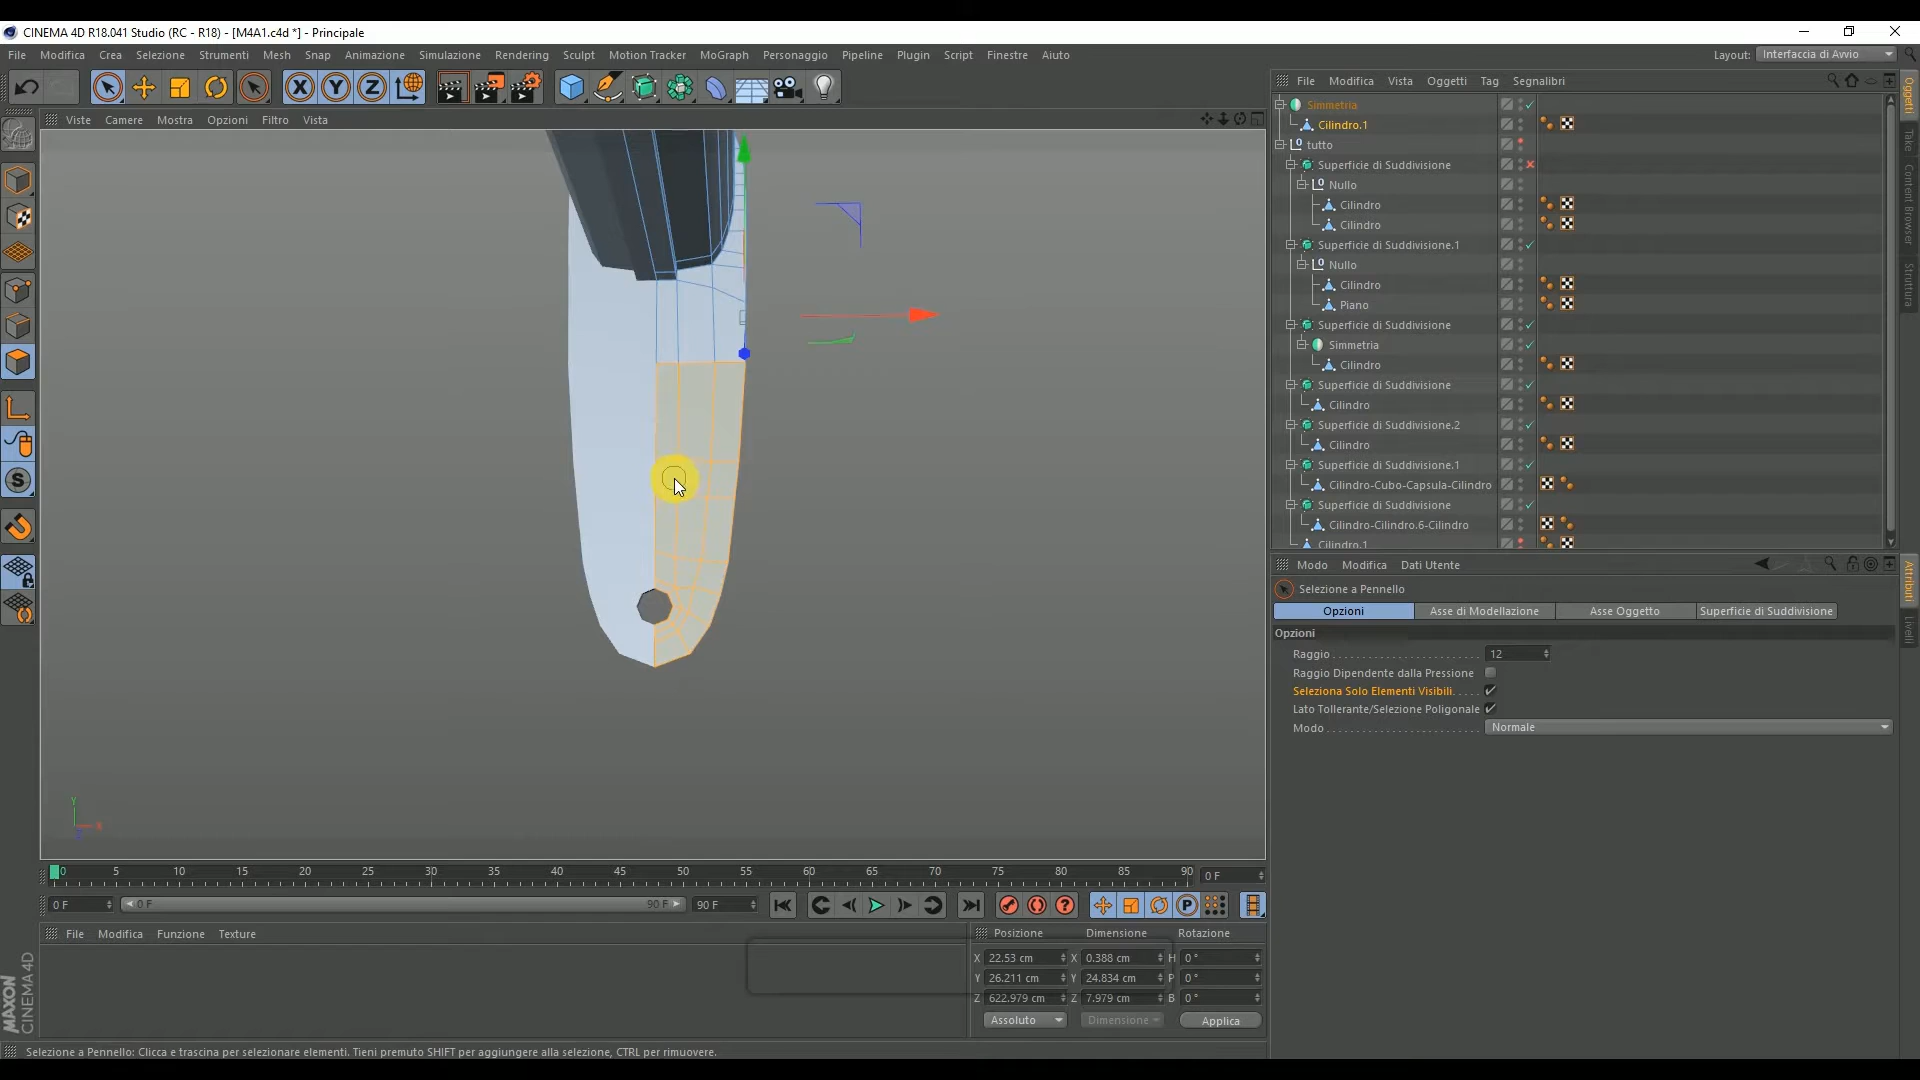 CINEMA 4D R18.041 Studio (RC - R18) - [M4A1.c4d *] - Principale
File Modifica Crea Selezione Strumenti Mesh Snap Animazione Simulazione Rendering Sculpt Motion Tracker MoGraph Personaggio Pipeline Plugin Script Finestre Aiuto
Layout: Interfaccia di Avvio
X Y Z
File Modifica Vista Oggetti Tag Segnalibri
Viste Camere Mostra Opzioni Filtro Vista
Simmetria
Cilindro.1
tutto
Superficie di Suddivisione
Nullo
Cilindro
Cilindro
Superficie di Suddivisione.1
Nullo
Cilindro
Piano
Superficie di Suddivisione
Simmetria
Cilindro
Superficie di Suddivisione
Cilindro
Superficie di Suddivisione.2
Cilindro
Superficie di Suddivisione.1
Cilindro-Cubo-Capsula-Cilindro
Superficie di Suddivisione
Cilindro-Cilindro.6-Cilindro
Cilindro.1
Oggetti
Take
Content Browser
Struttura
Modo Modifica Dati Utente
Selezione a Pennello
Opzioni Asse di Modellazione Asse Oggetto Superficie di Suddivisione
Opzioni
Raggio 12
Raggio Dipendente dalla Pressione
Seleziona Solo Elementi Visibili
Lato Tollerante/Selezione Poligonale
Modo Normale
Attributi
Livelli
S
Y
X
0 5 10 15 20 25 30 35 40 45 50 55 60 65 70 75 80 85 90 0 F
0 F 0 F 90 F 90 F
P
File Modifica Funzione Texture
Posizione Dimensione Rotazione
X 22.53 cm X 0.388 cm H 0 °
Y 26.211 cm Y 24.834 cm P 0 °
Z 622.979 cm Z 7.979 cm B 0 °
Assoluto Dimensione Applica
MAXON CINEMA 4D
Selezione a Pennello: Clicca e trascina per selezionare elementi. Tieni premuto SHIFT per aggiungere alla selezione, CTRL per rimuovere.